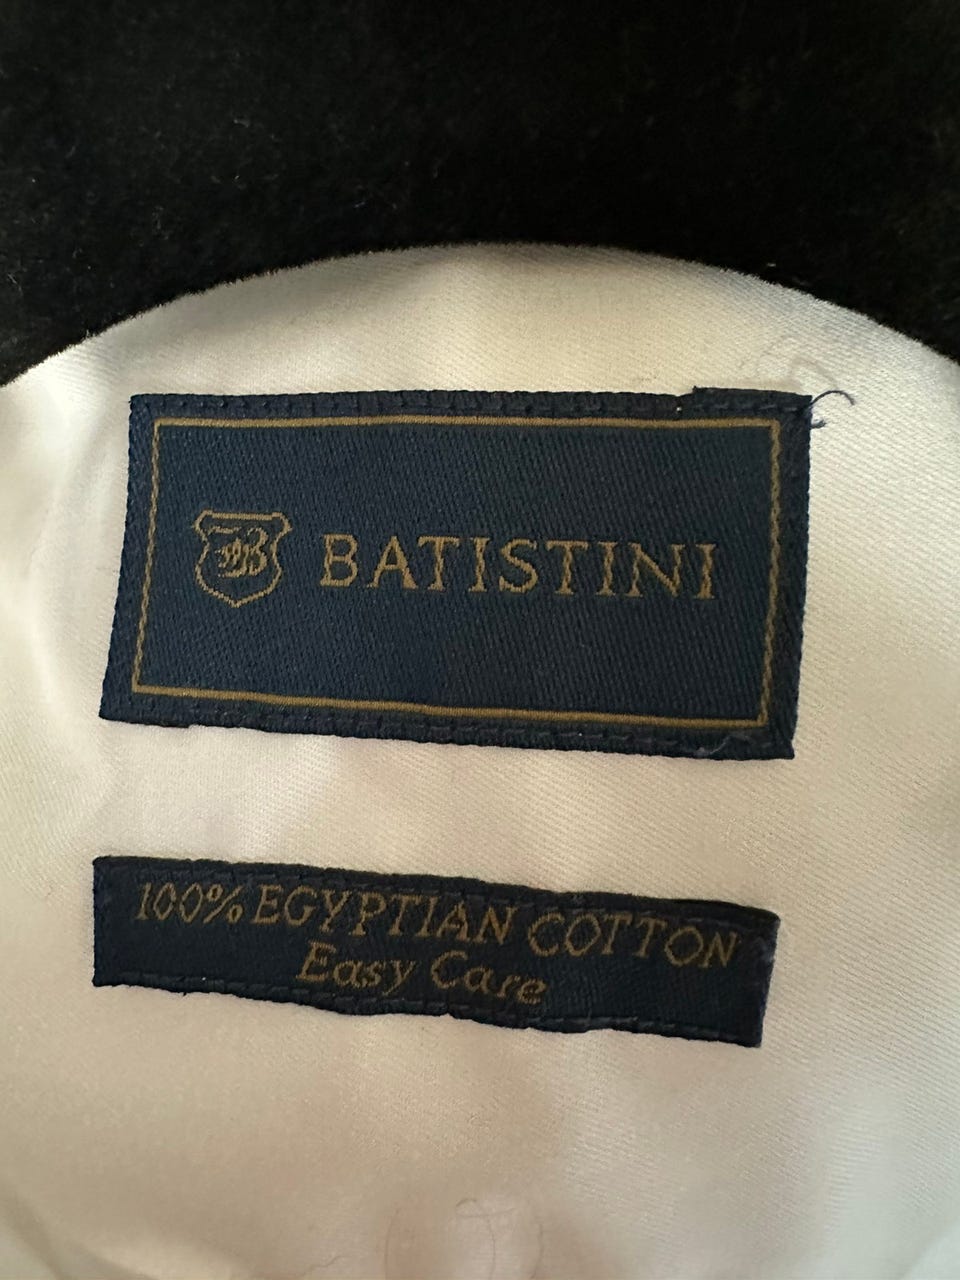 BATISTINI
100% EGYPTIAN COTTON
Easy Care